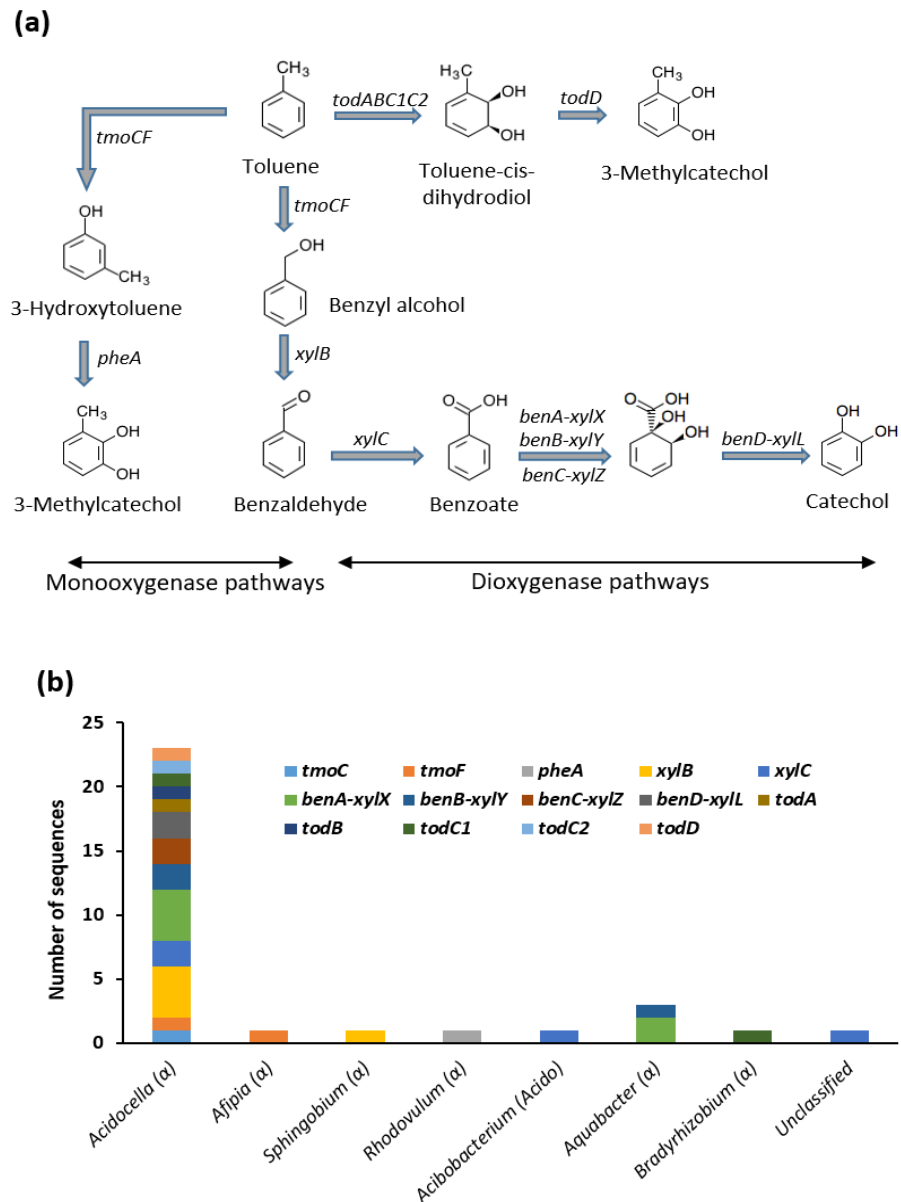 (a)
CH3
H3C
OH
OH
CH3
OH
OH
todABC1C2
todD
tmoCF
Toluene
Toluene-cis-
dihydrodiol
3-Methylcatechol
tmoCF
OH
CH3
OH
3-Hydroxytoluene
Benzyl alcohol
pheA
xylB
CH3
OH
OH
O
O
OH
O
OH
OH
OH
OH
OH
xylC
benA-xylX
benB-xylY
benC-xylZ
benD-xylL
3-Methylcatechol
Benzaldehyde
Benzoate
Catechol
Monooxygenase pathways
Dioxygenase pathways
(b)
Number of sequences
25
20
15
10
5
0
tmoC
tmoF
pheA
xylB
xylC
benA-xylX
benB-xylY
benC-xylZ
benD-xylL
todA
todB
todC1
todC2
todD
Acidocella (α)
Afipia (α)
Sphingobium (α)
Rhodovulum (α)
Acibobacterium (Acido)
Aquabacter (α)
Bradyrhizobium (α)
Unclassified